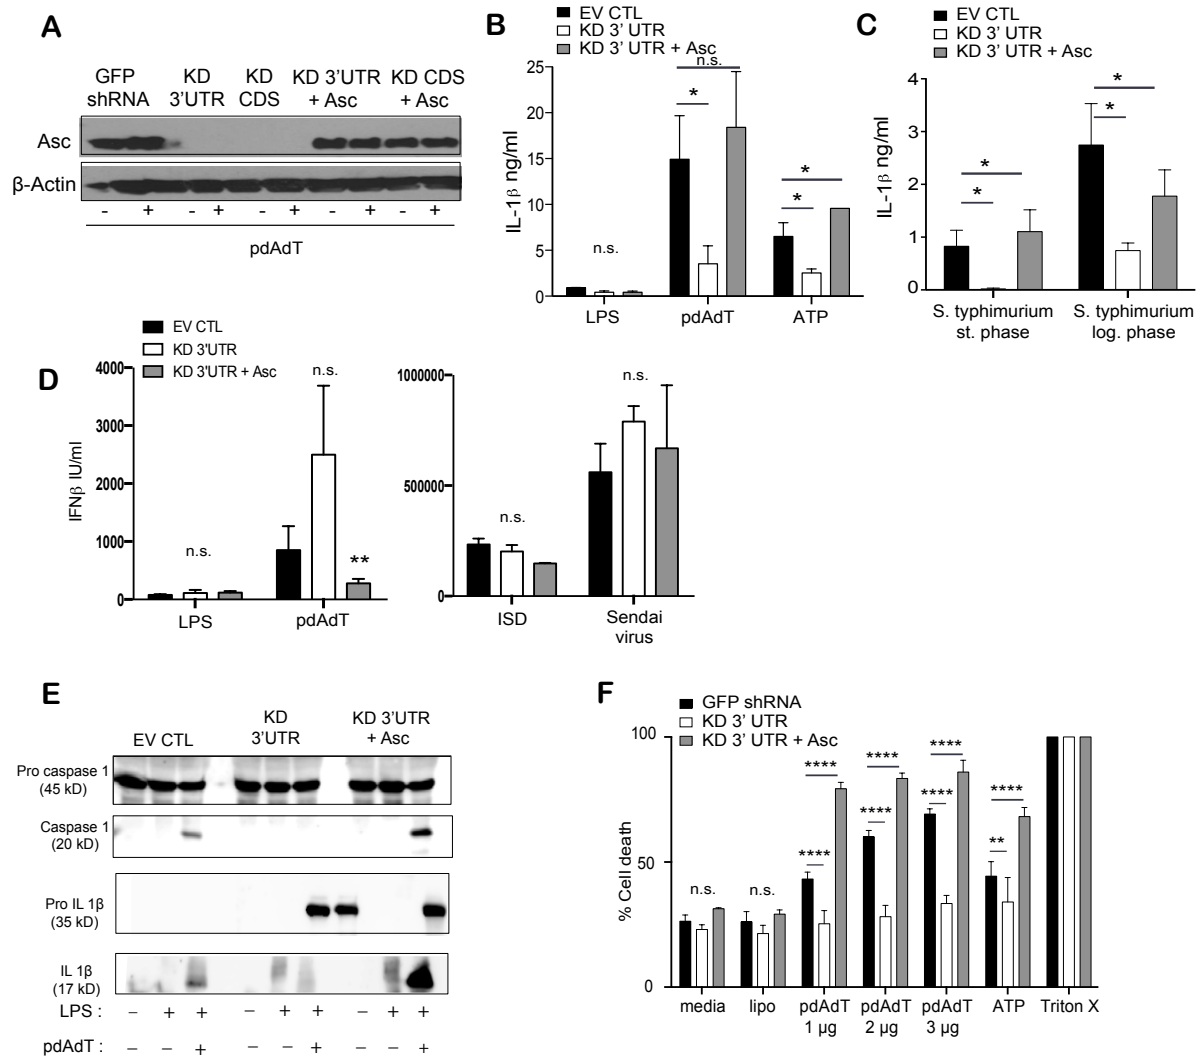 A
GFP shRNA
KD 3'UTR
KD CDS
KD 3'UTR + Asc
KD CDS + Asc
Asc
β-Actin
- + - + - + - + - +
pdAdT
B
EV CTL
KD 3' UTR
KD 3' UTR + Asc
IL-1β ng/ml
25
20
15
10
5
0
n.s.
*
n.s.
*
*
LPS
pdAdT
ATP
C
EV CTL
KD 3' UTR
KD 3' UTR + Asc
IL-1β ng/ml
4
3
2
1
0
*
*
*
*
S. typhimurium
st. phase
S. typhimurium
log. phase
D
EV CTL
KD 3'UTR
KD 3'UTR + Asc
IFNβ IU/ml
4000
3000
2000
1000
0
n.s.
n.s.
**
LPS
pdAdT
1000000
500000
0
n.s.
n.s.
ISD
Sendai
virus
E
EV CTL
KD
3'UTR
KD 3'UTR
+ Asc
Pro caspase 1
(45 kD)
Caspase 1
(20 kD)
Pro IL 1β
(35 kD)
IL 1β
(17 kD)
LPS : – + + – + + – + +
pdAdT : – – + – – + – – +
F
GFP shRNA
KD 3' UTR
KD 3' UTR + Asc
% Cell death
100
50
0
n.s.
n.s.
****
****
****
****
****
****
****
**
media
lipo
pdAdT
1 µg
pdAdT
2 µg
pdAdT
3 µg
ATP
Triton X